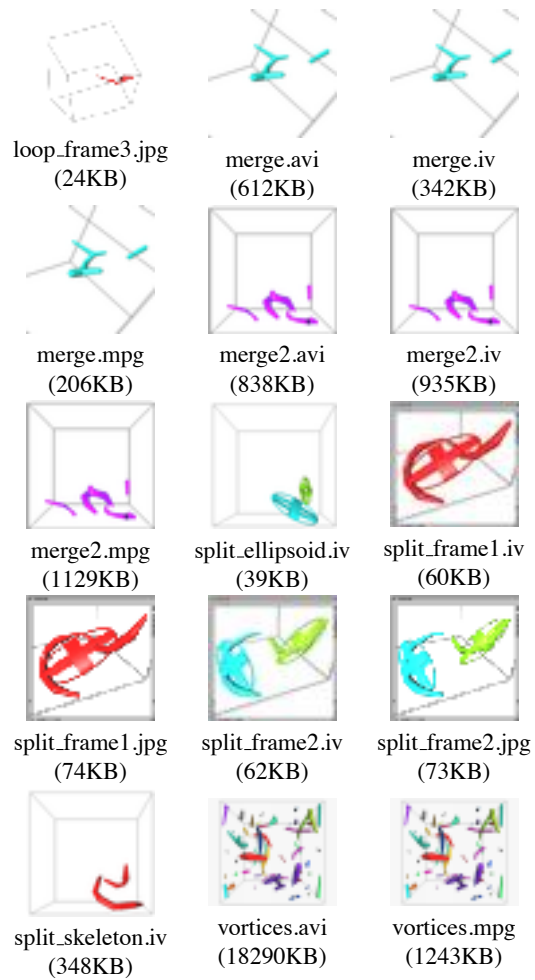 loop_frame3.jpg
(24KB)
merge.avi
(612KB)
merge.iv
(342KB)
merge.mpg
(206KB)
merge2.avi
(838KB)
merge2.iv
(935KB)
merge2.mpg
(1129KB)
split_ellipsoid.iv
(39KB)
split_frame1.iv
(60KB)
split_frame1.jpg
(74KB)
split_frame2.iv
(62KB)
split_frame2.jpg
(73KB)
split_skeleton.iv
(348KB)
vortices.avi
(18290KB)
vortices.mpg
(1243KB)